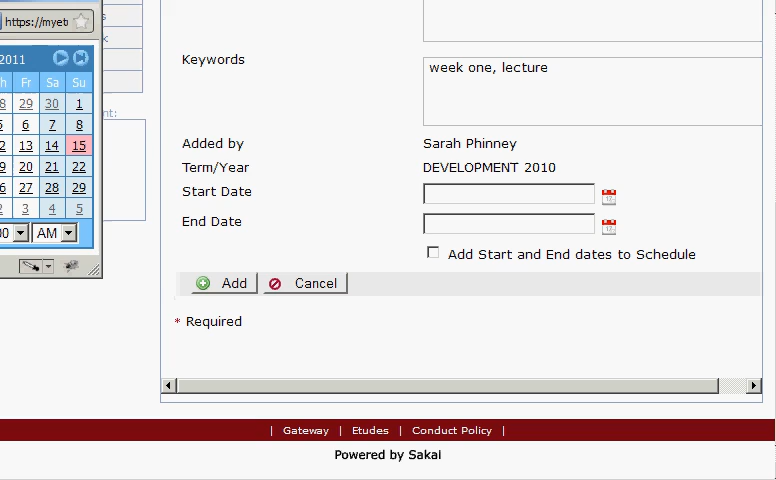 https://myet
2011
Fr Sa Su
29 30 1
6 7 8
13 14 15
20 21 22
27 28 29
3 4 5
AM
Keywords
week one, lecture
Added by Sarah Phinney
Term/Year DEVELOPMENT 2010
Start Date
End Date
Add Start and End dates to Schedule
Add Cancel
* Required
| Gateway | Etudes | Conduct Policy |
Powered by Sakai